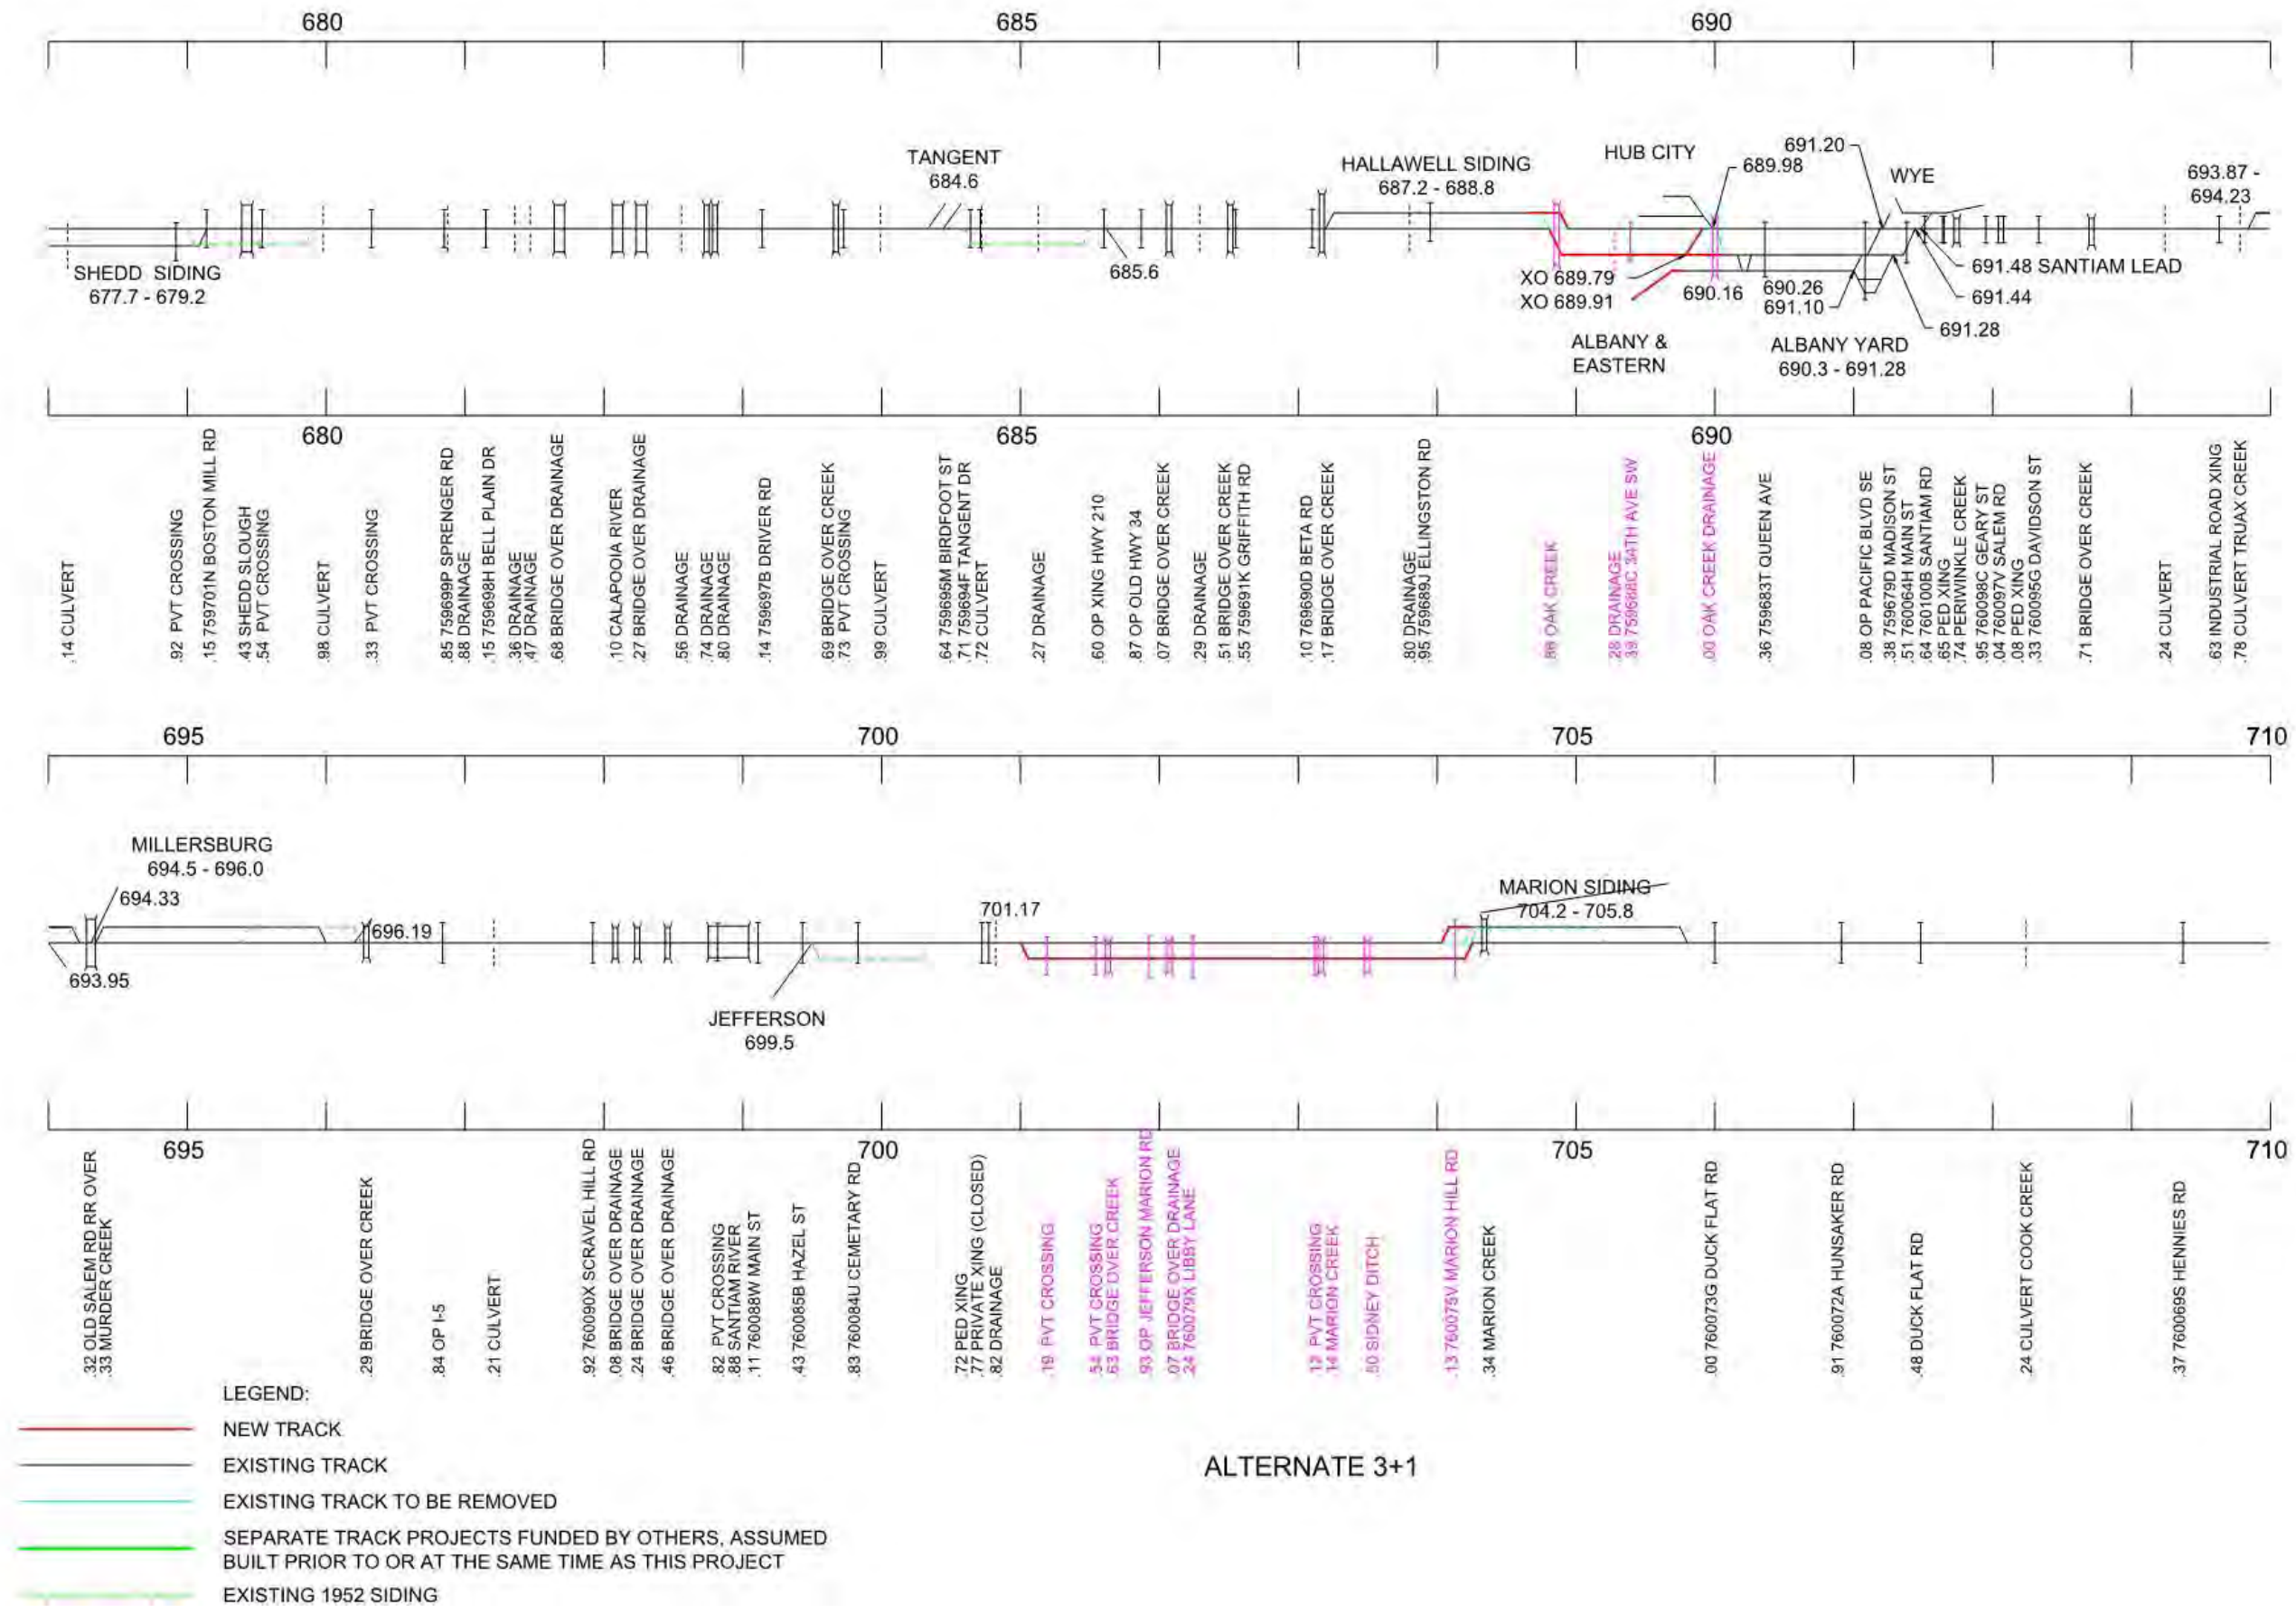 680
685
690
TANGENT
684.6
HALLAWELL SIDING
687.2 - 688.8
HUB CITY
691.20
689.98
WYE
693.87 -
694.23
SHEDD SIDING
677.7 - 679.2
685.6
XO 689.79
XO 689.91
690.16
690.26
691.10
691.48 SANTIAM LEAD
691.44
691.28
ALBANY &
EASTERN
ALBANY YARD
690.3 - 691.28
680
685
690
.14 CULVERT
.92 PVT CROSSING
.15 759701N BOSTON MILL RD
.43 SHEDD SLOUGH
.54 PVT CROSSING
.98 CULVERT
.33 PVT CROSSING
.85 759699P SPRENGER RD
.88 DRAINAGE
.15 759698H BELL PLAIN DR
.36 DRAINAGE
.47 DRAINAGE
.68 BRIDGE OVER DRAINAGE
.10 CALAPOOIA RIVER
.27 BRIDGE OVER DRAINAGE
.56 DRAINAGE
.74 DRAINAGE
.80 DRAINAGE
.14 759697B DRIVER RD
.69 BRIDGE OVER CREEK
.73 PVT CROSSING
.99 CULVERT
.64 759695M BIRDFOOT ST
.71 759694F TANGENT DR
.72 CULVERT
.27 DRAINAGE
.60 OP XING HWY 210
.87 OP OLD HWY 34
.07 BRIDGE OVER CREEK
.29 DRAINAGE
.51 BRIDGE OVER CREEK
.55 759691K GRIFFITH RD
.10 769690D BETA RD
.17 BRIDGE OVER CREEK
.80 DRAINAGE
.95 759689J ELLINGSTON RD
.86 OAK CREEK
.28 DRAINAGE
.39 759688C 34TH AVE SW
.00 OAK CREEK DRAINAGE
.36 759683T QUEEN AVE
.08 OP PACIFIC BLVD SE
.38 759679D MADISON ST
.51 760064H MAIN ST
.64 760100B SANTIAM RD
.65 PED XING
.74 PERIWINKLE CREEK
.95 760098C GEARY ST
.04 760097V SALEM RD
.08 PED XING
.33 760095G DAVIDSON ST
.71 BRIDGE OVER CREEK
.24 CULVERT
.63 INDUSTRIAL ROAD XING
.78 CULVERT TRUAX CREEK
695
700
705
710
MILLERSBURG
694.5 - 696.0
694.33
696.19
693.95
JEFFERSON
699.5
701.17
MARION SIDING
704.2 - 705.8
695
700
705
710
.32 OLD SALEM RD RR OVER
.33 MURDER CREEK
.29 BRIDGE OVER CREEK
.84 OP I-5
.21 CULVERT
.92 760090X SCRAVEL HILL RD
.08 BRIDGE OVER DRAINAGE
.24 BRIDGE OVER DRAINAGE
.46 BRIDGE OVER DRAINAGE
.82 PVT CROSSING
.88 SANTIAM RIVER
.11 760088W MAIN ST
.43 760085B HAZEL ST
.83 760084U CEMETARY RD
.72 PED XING
.77 PRIVATE XING (CLOSED)
.82 DRAINAGE
.19 PVT CROSSING
.54 PVT CROSSING
.63 BRIDGE OVER CREEK
.93 OP JEFFERSON MARION RD
.07 BRIDGE OVER DRAINAGE
.24 760079X LIBBY LANE
.12 PVT CROSSING
.14 MARION CREEK
.50 SIDNEY DITCH
.13 760075V MARION HILL RD
.34 MARION CREEK
.00 760073G DUCK FLAT RD
.91 760072A HUNSAKER RD
.48 DUCK FLAT RD
.24 CULVERT COOK CREEK
.37 760069S HENNIES RD
LEGEND:
NEW TRACK
EXISTING TRACK
EXISTING TRACK TO BE REMOVED
SEPARATE TRACK PROJECTS FUNDED BY OTHERS, ASSUMED
BUILT PRIOR TO OR AT THE SAME TIME AS THIS PROJECT
EXISTING 1952 SIDING
ALTERNATE 3+1